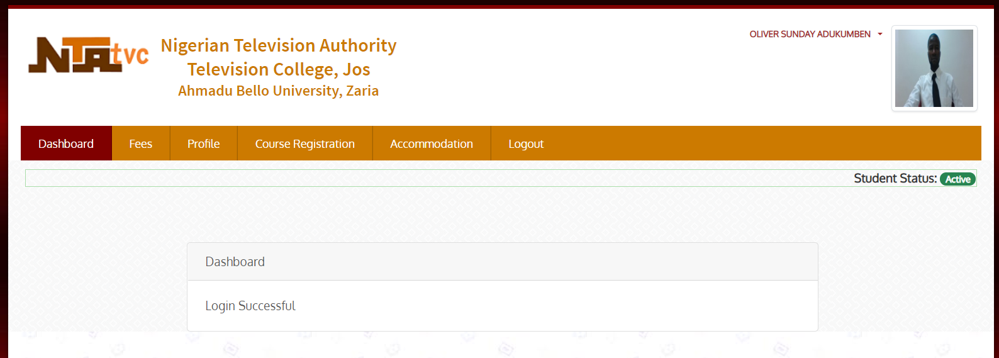 NTAtvc
Nigerian Television Authority
Television College, Jos
Ahmadu Bello University, Zaria
OLIVER SUNDAY ADUKUMBEN
Dashboard Fees Profile Course Registration Accommodation Logout
Student Status: Active
Dashboard
Login Successful